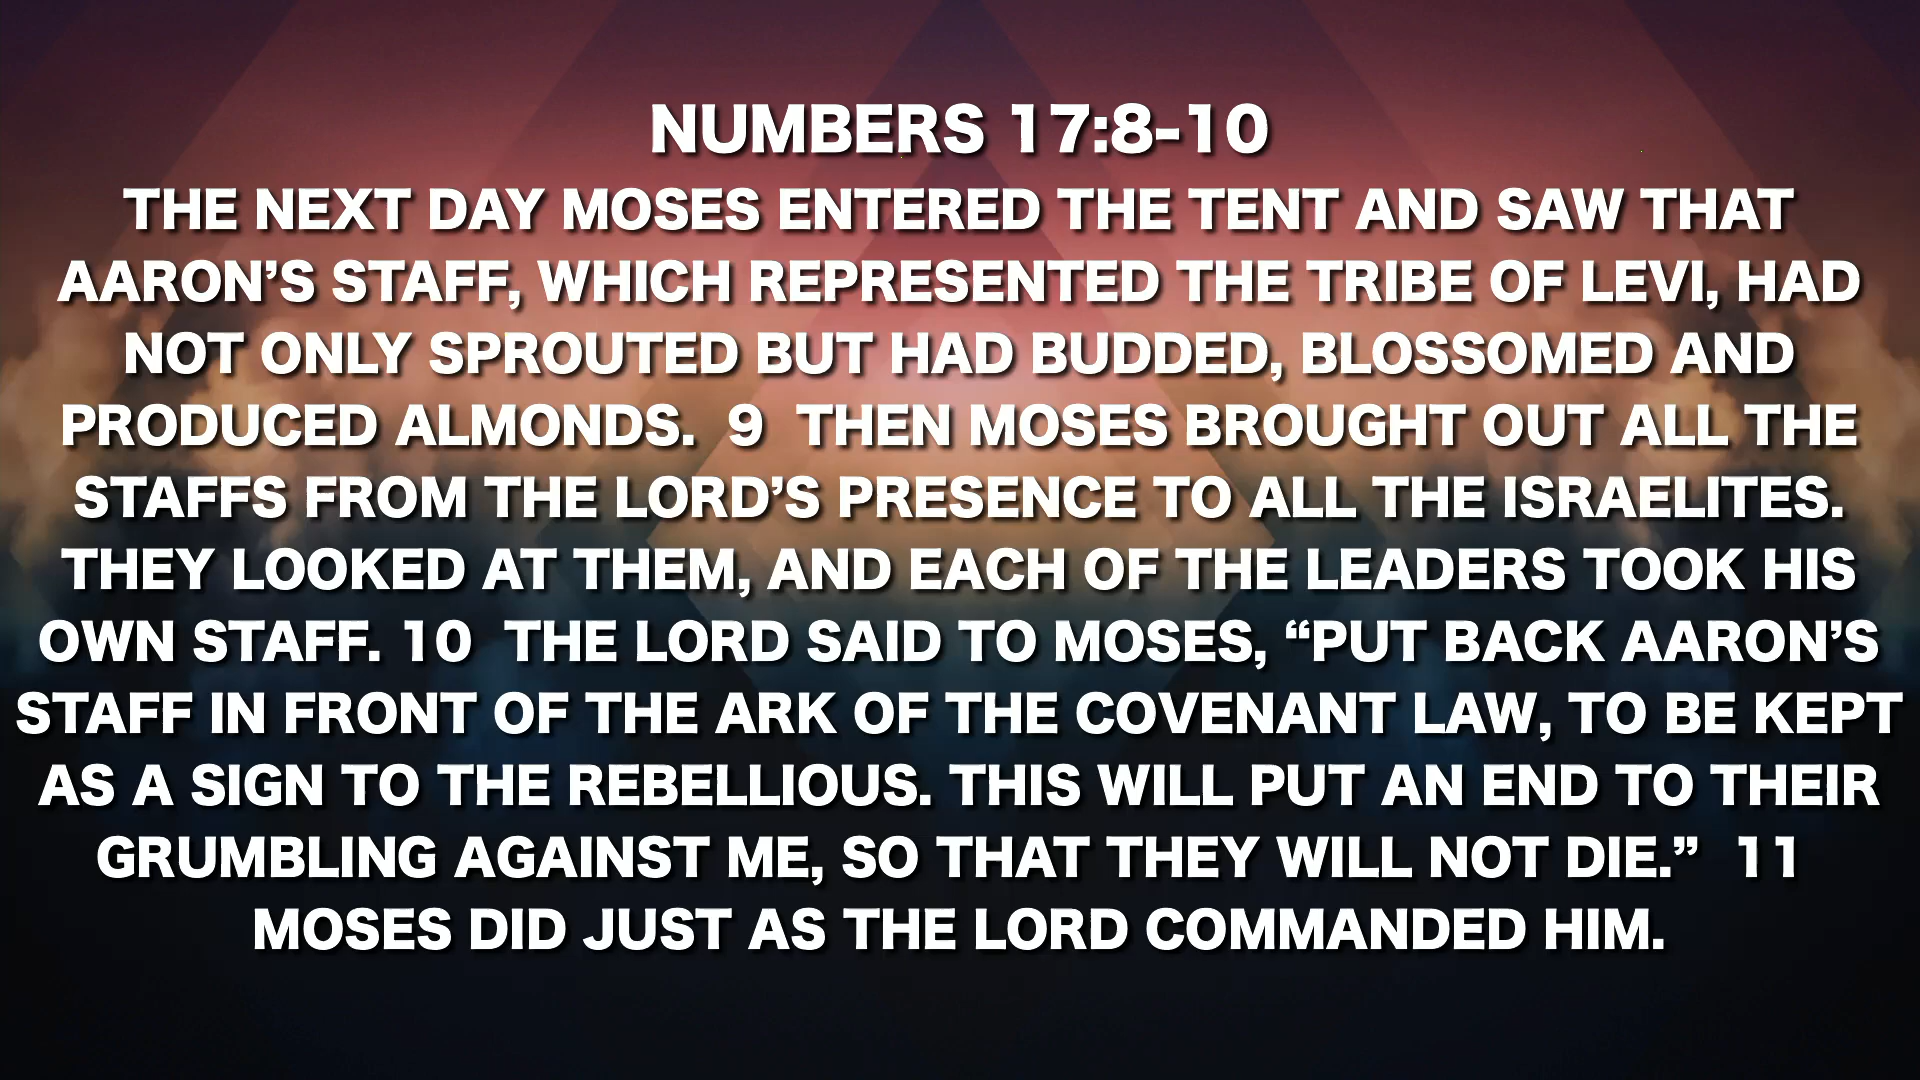 NUMBERS 17:8-10
THE NEXT DAY MOSES ENTERED THE TENT AND SAW THAT
AARON’S STAFF, WHICH REPRESENTED THE TRIBE OF LEVI, HAD
NOT ONLY SPROUTED BUT HAD BUDDED, BLOSSOMED AND
PRODUCED ALMONDS.  9  THEN MOSES BROUGHT OUT ALL THE
STAFFS FROM THE LORD’S PRESENCE TO ALL THE ISRAELITES.
THEY LOOKED AT THEM, AND EACH OF THE LEADERS TOOK HIS
OWN STAFF. 10  THE LORD SAID TO MOSES, “PUT BACK AARON’S
STAFF IN FRONT OF THE ARK OF THE COVENANT LAW, TO BE KEPT
AS A SIGN TO THE REBELLIOUS. THIS WILL PUT AN END TO THEIR
GRUMBLING AGAINST ME, SO THAT THEY WILL NOT DIE.”  11
MOSES DID JUST AS THE LORD COMMANDED HIM.